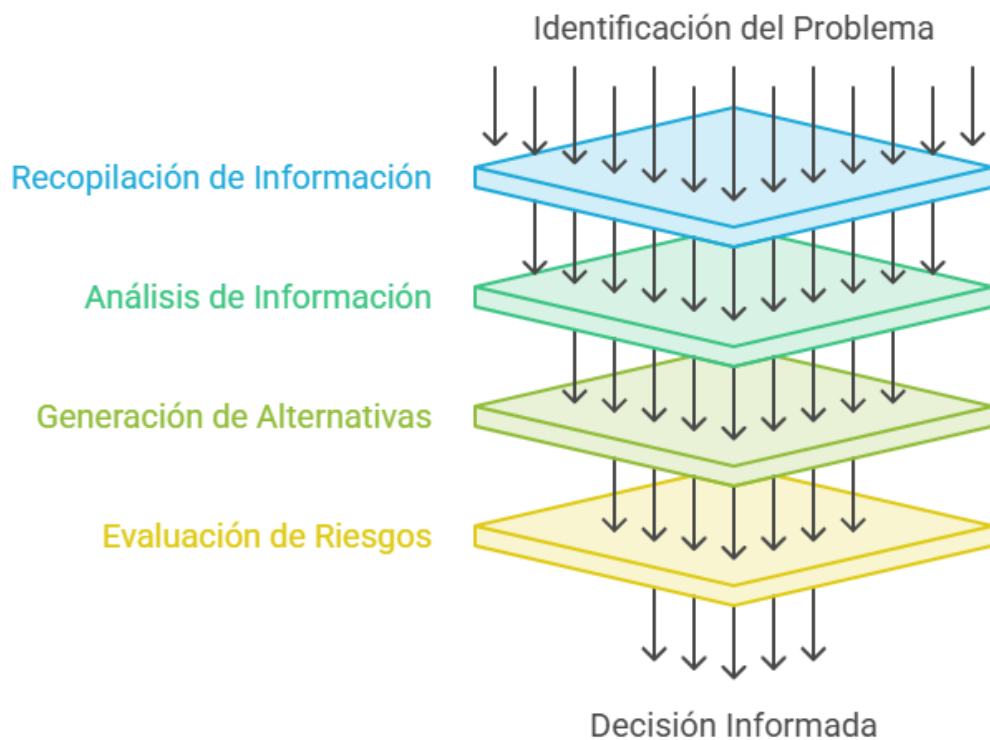 Identificación del Problema
Recopilación de Información
Análisis de Información
Generación de Alternativas
Evaluación de Riesgos
Decisión Informada